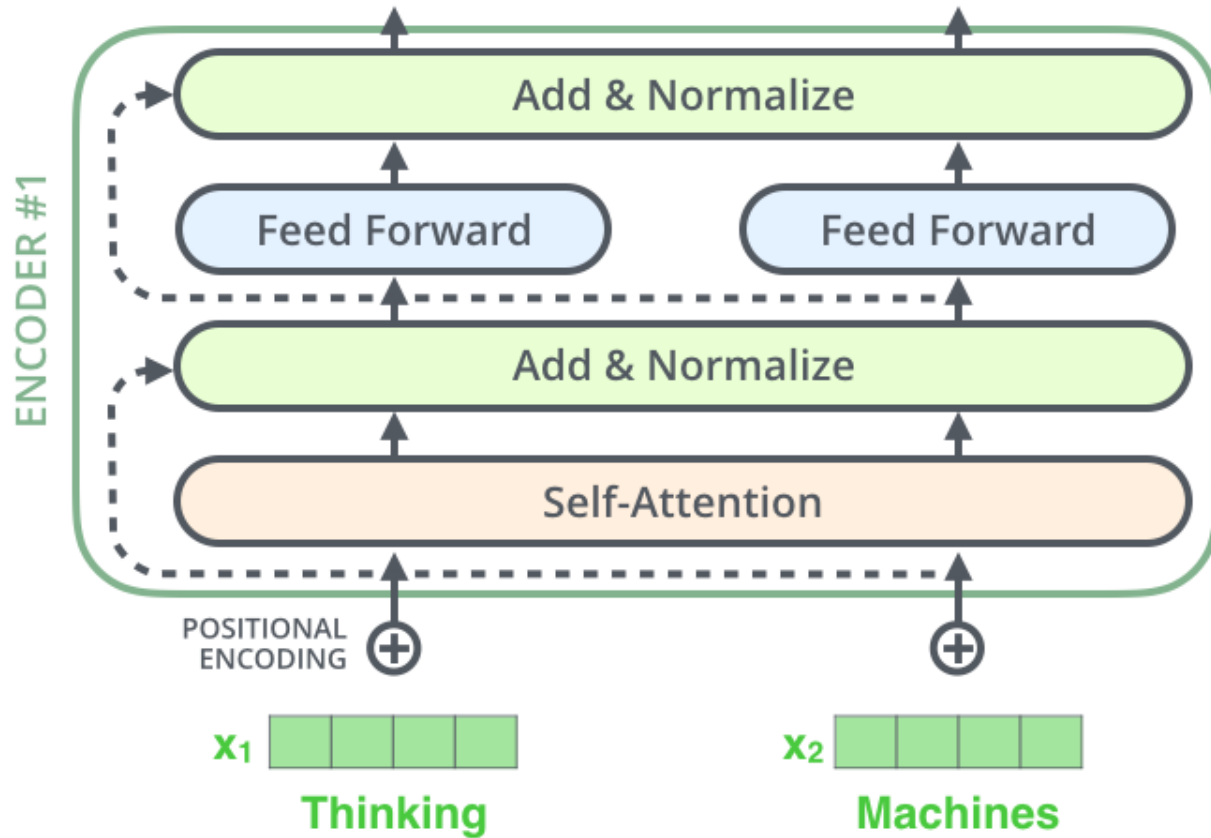 ENCODER #1
Add & Normalize
Feed Forward
Feed Forward
Add & Normalize
Self-Attention
POSITIONAL
ENCODING
x1
x2
Thinking
Machines